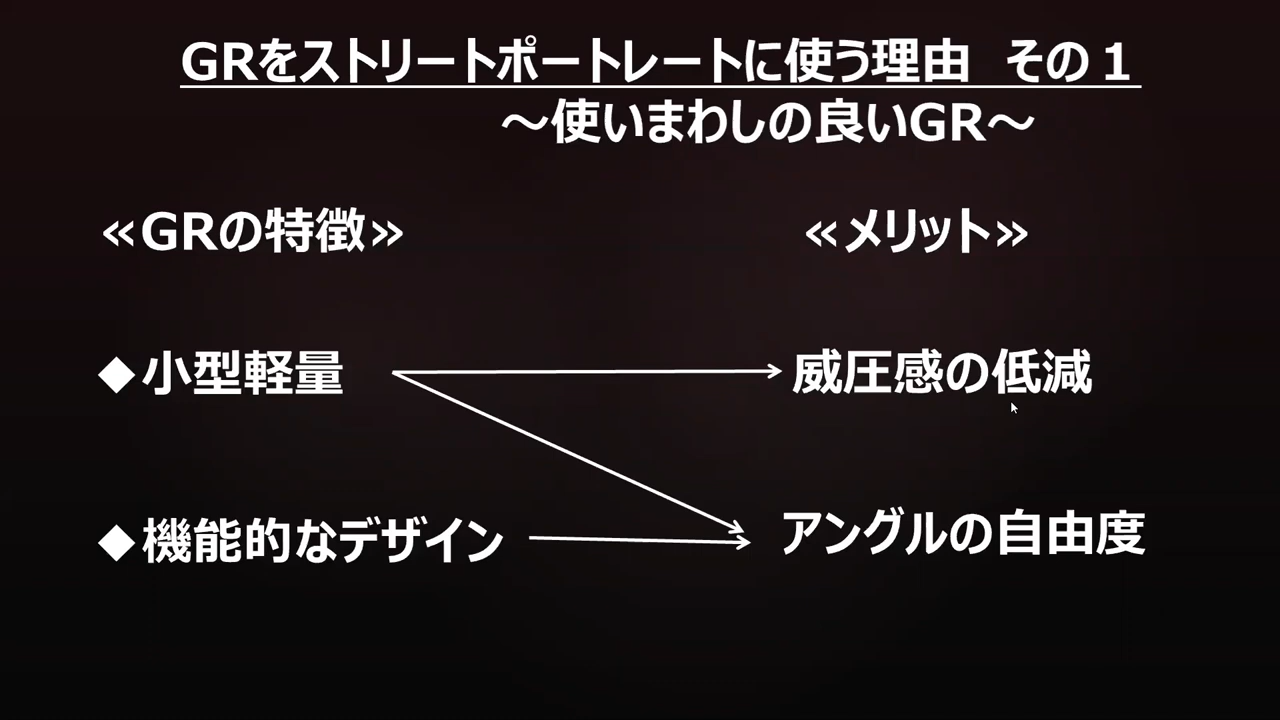 GRをストリートポートレートに使う理由　その１
～使いまわしの良いGR～
≪GRの特徴≫
≪メリット≫
◆小型軽量
威圧感の低減
◆機能的なデザイン
アングルの自由度